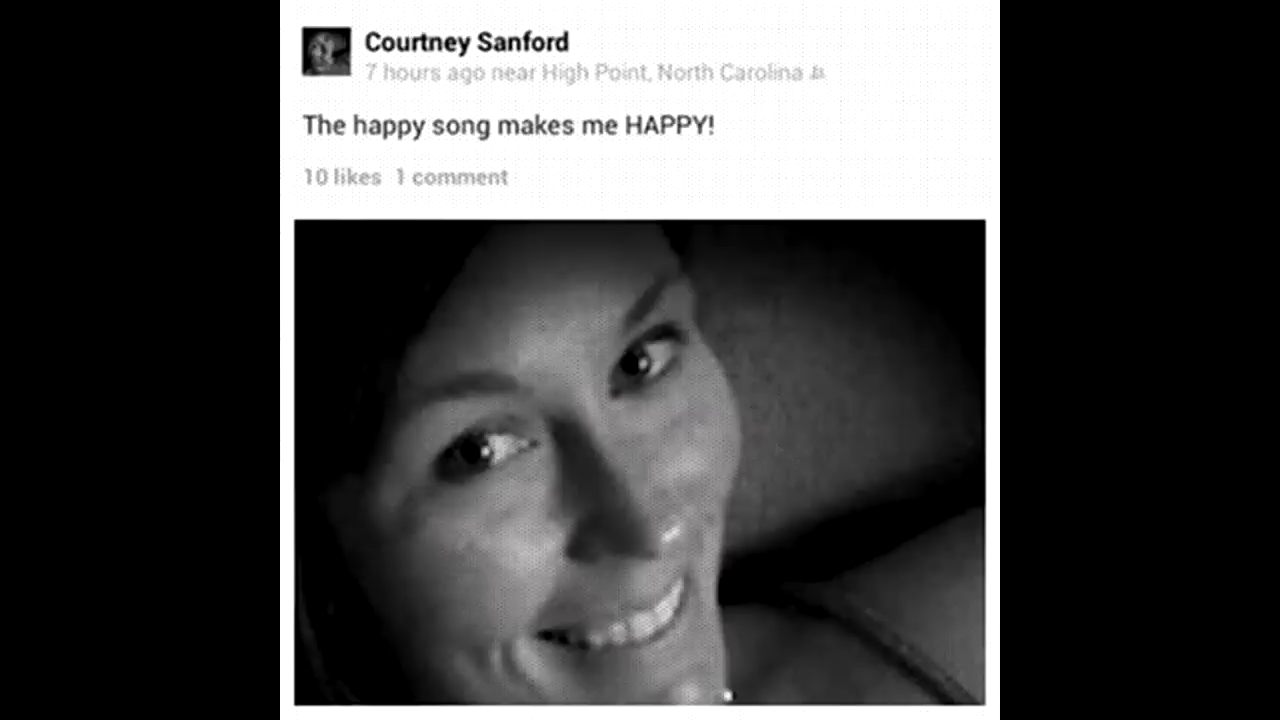 Courtney Sanford
7 hours ago near High Point, North Carolina
The happy song makes me HAPPY!
10 likes 1 comment